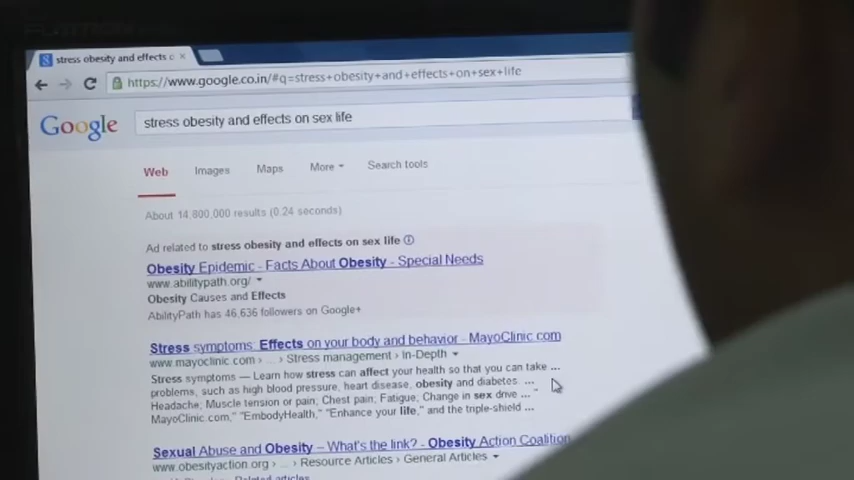 stress obesity and effects o
https://www.google.co.in/#q=stress+obesity+and+effects+on+sex+life
Google stress obesity and effects on sex life
Web Images Maps More Search tools
About 14,800,000 results (0.24 seconds)
Ad related to stress obesity and effects on sex life
Obesity Epidemic - Facts About Obesity - Special Needs
www.abilitypath.org/
Obesity Causes and Effects
AbilityPath has 46,636 followers on Google+
Stress symptoms: Effects on your body and behavior - MayoClinic.com
www.mayoclinic.com › ... › Stress management › In-Depth
Stress symptoms — Learn how stress can affect your health so that you can take ...
problems, such as high blood pressure, heart disease, obesity and diabetes. ...
Headache; Muscle tension or pain; Chest pain; Fatigue; Change in sex drive ...
MayoClinic.com," "EmbodyHealth," "Enhance your life," and the triple-shield ...
Sexual Abuse and Obesity – What's the link? - Obesity Action Coalition
www.obesityaction.org › ... › Resource Articles › General Articles